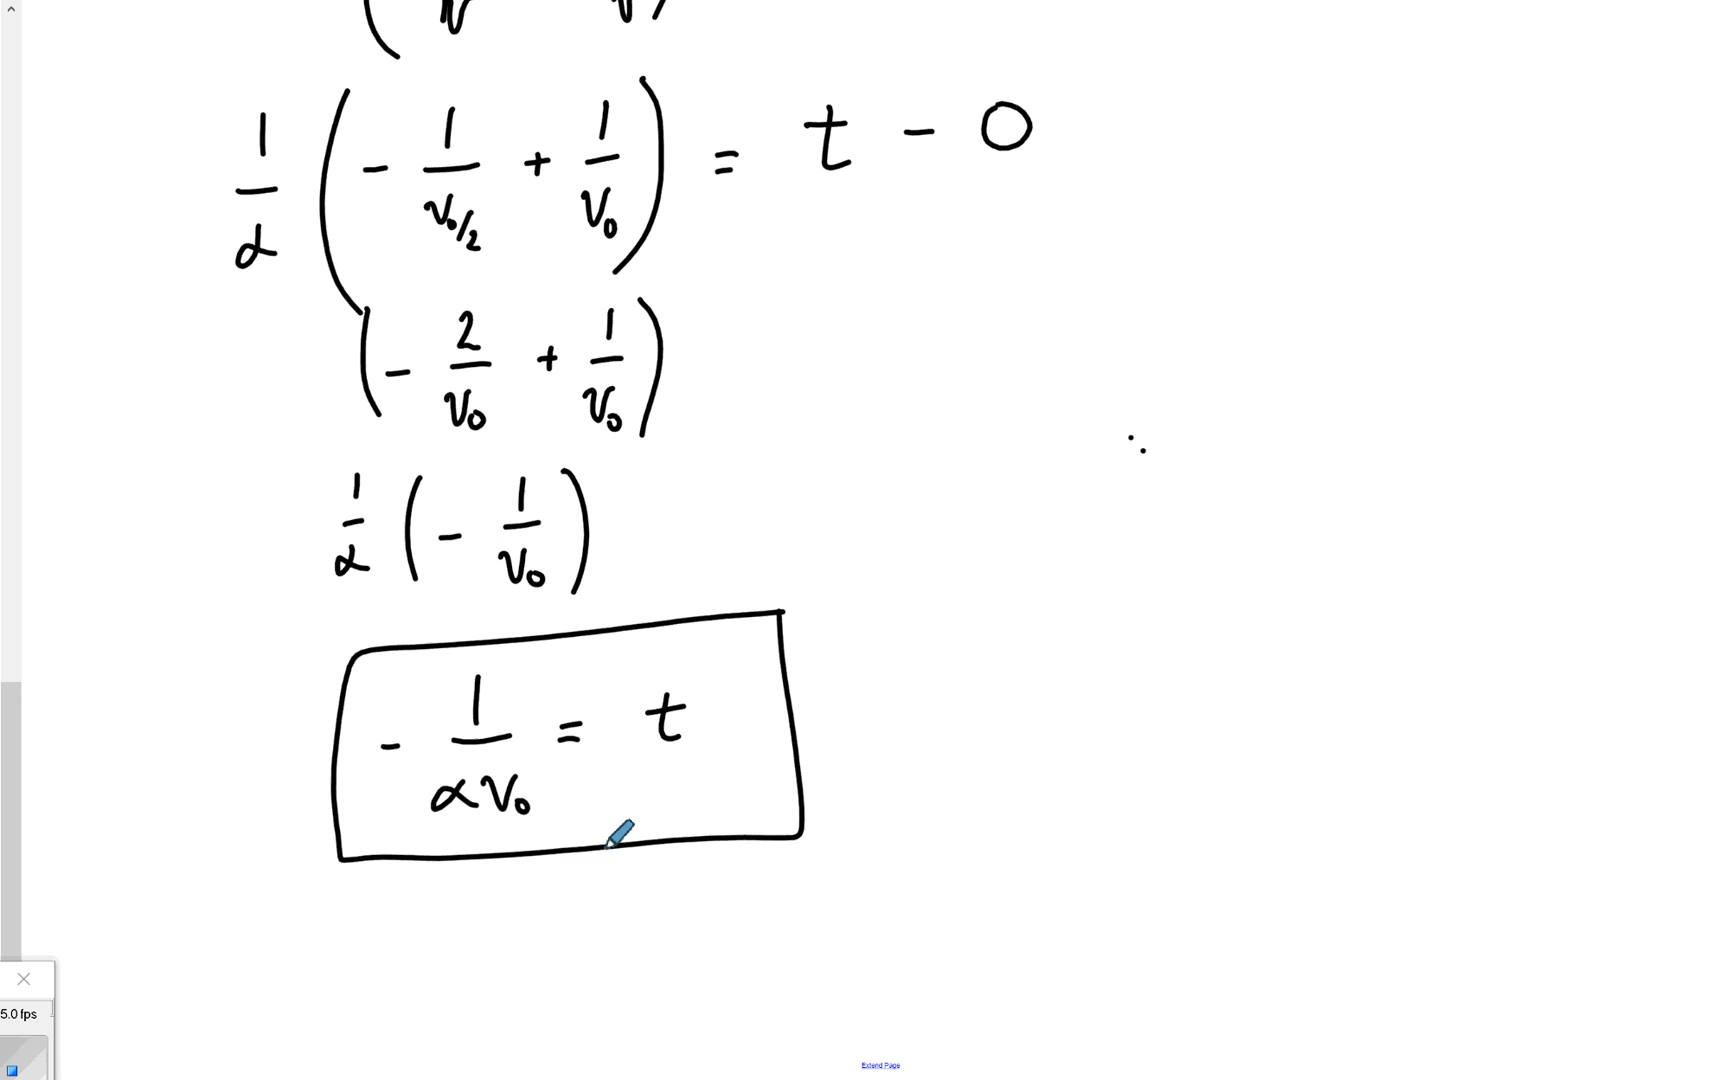 1/α ( - 1/(v₀/2) + 1/v₀ ) = t - 0
( - 2/v₀ + 1/v₀ )
1/α ( - 1/v₀ )
- 1/(αv₀) = t
5.0 fps
Extend Page